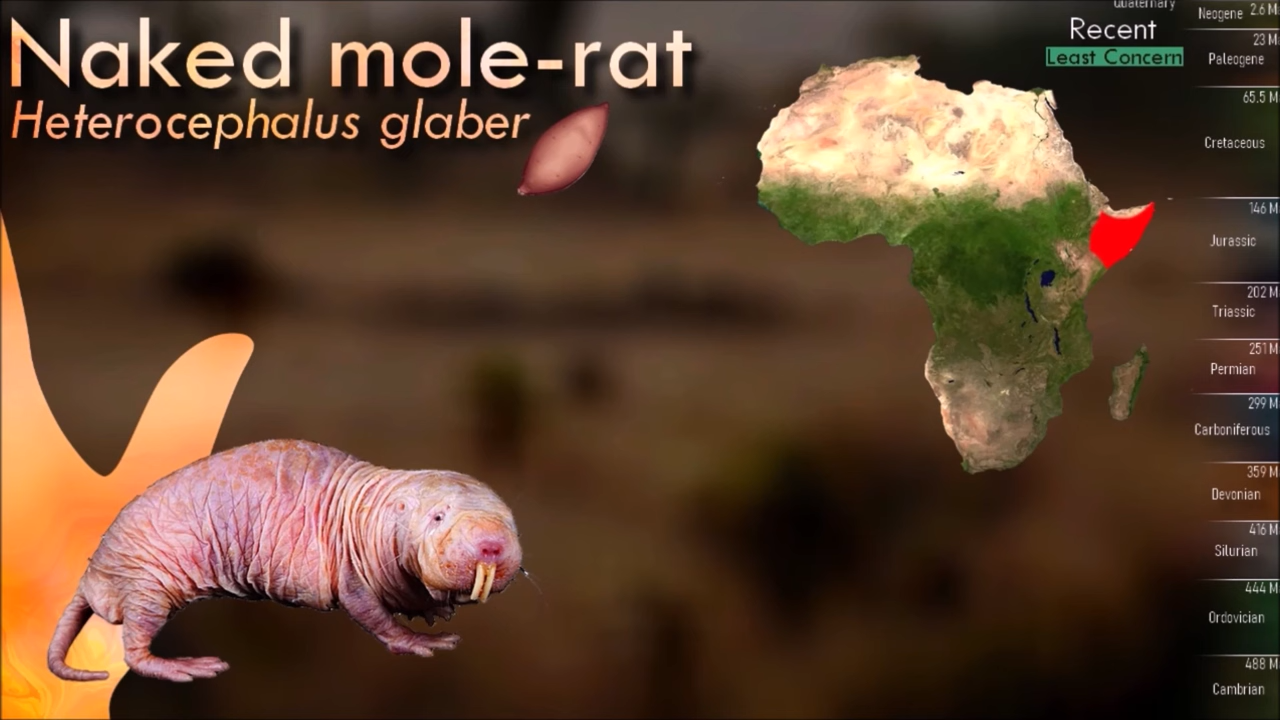 Naked mole-rat
Heterocephalus glaber
Recent
Least Concern
Quaternary
2.6 M
Neogene
23 M
Paleogene
65.5 M
Cretaceous
146 M
Jurassic
202 M
Triassic
251 M
Permian
299 M
Carboniferous
359 M
Devonian
416 M
Silurian
444 M
Ordovician
488 M
Cambrian